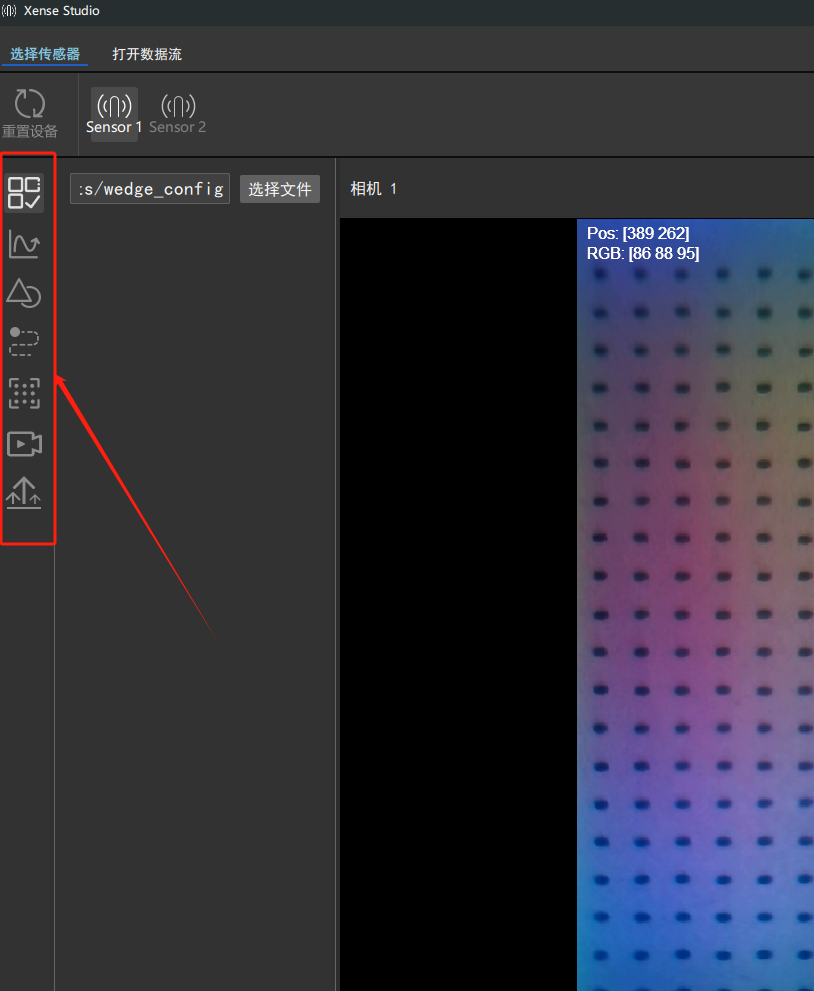 Xense Studio
选择传感器 打开数据流
重置设备 Sensor 1 Sensor 2
:s/wedge_config 选择文件 相机 1
Pos: [389 262]
RGB: [86 88 95]